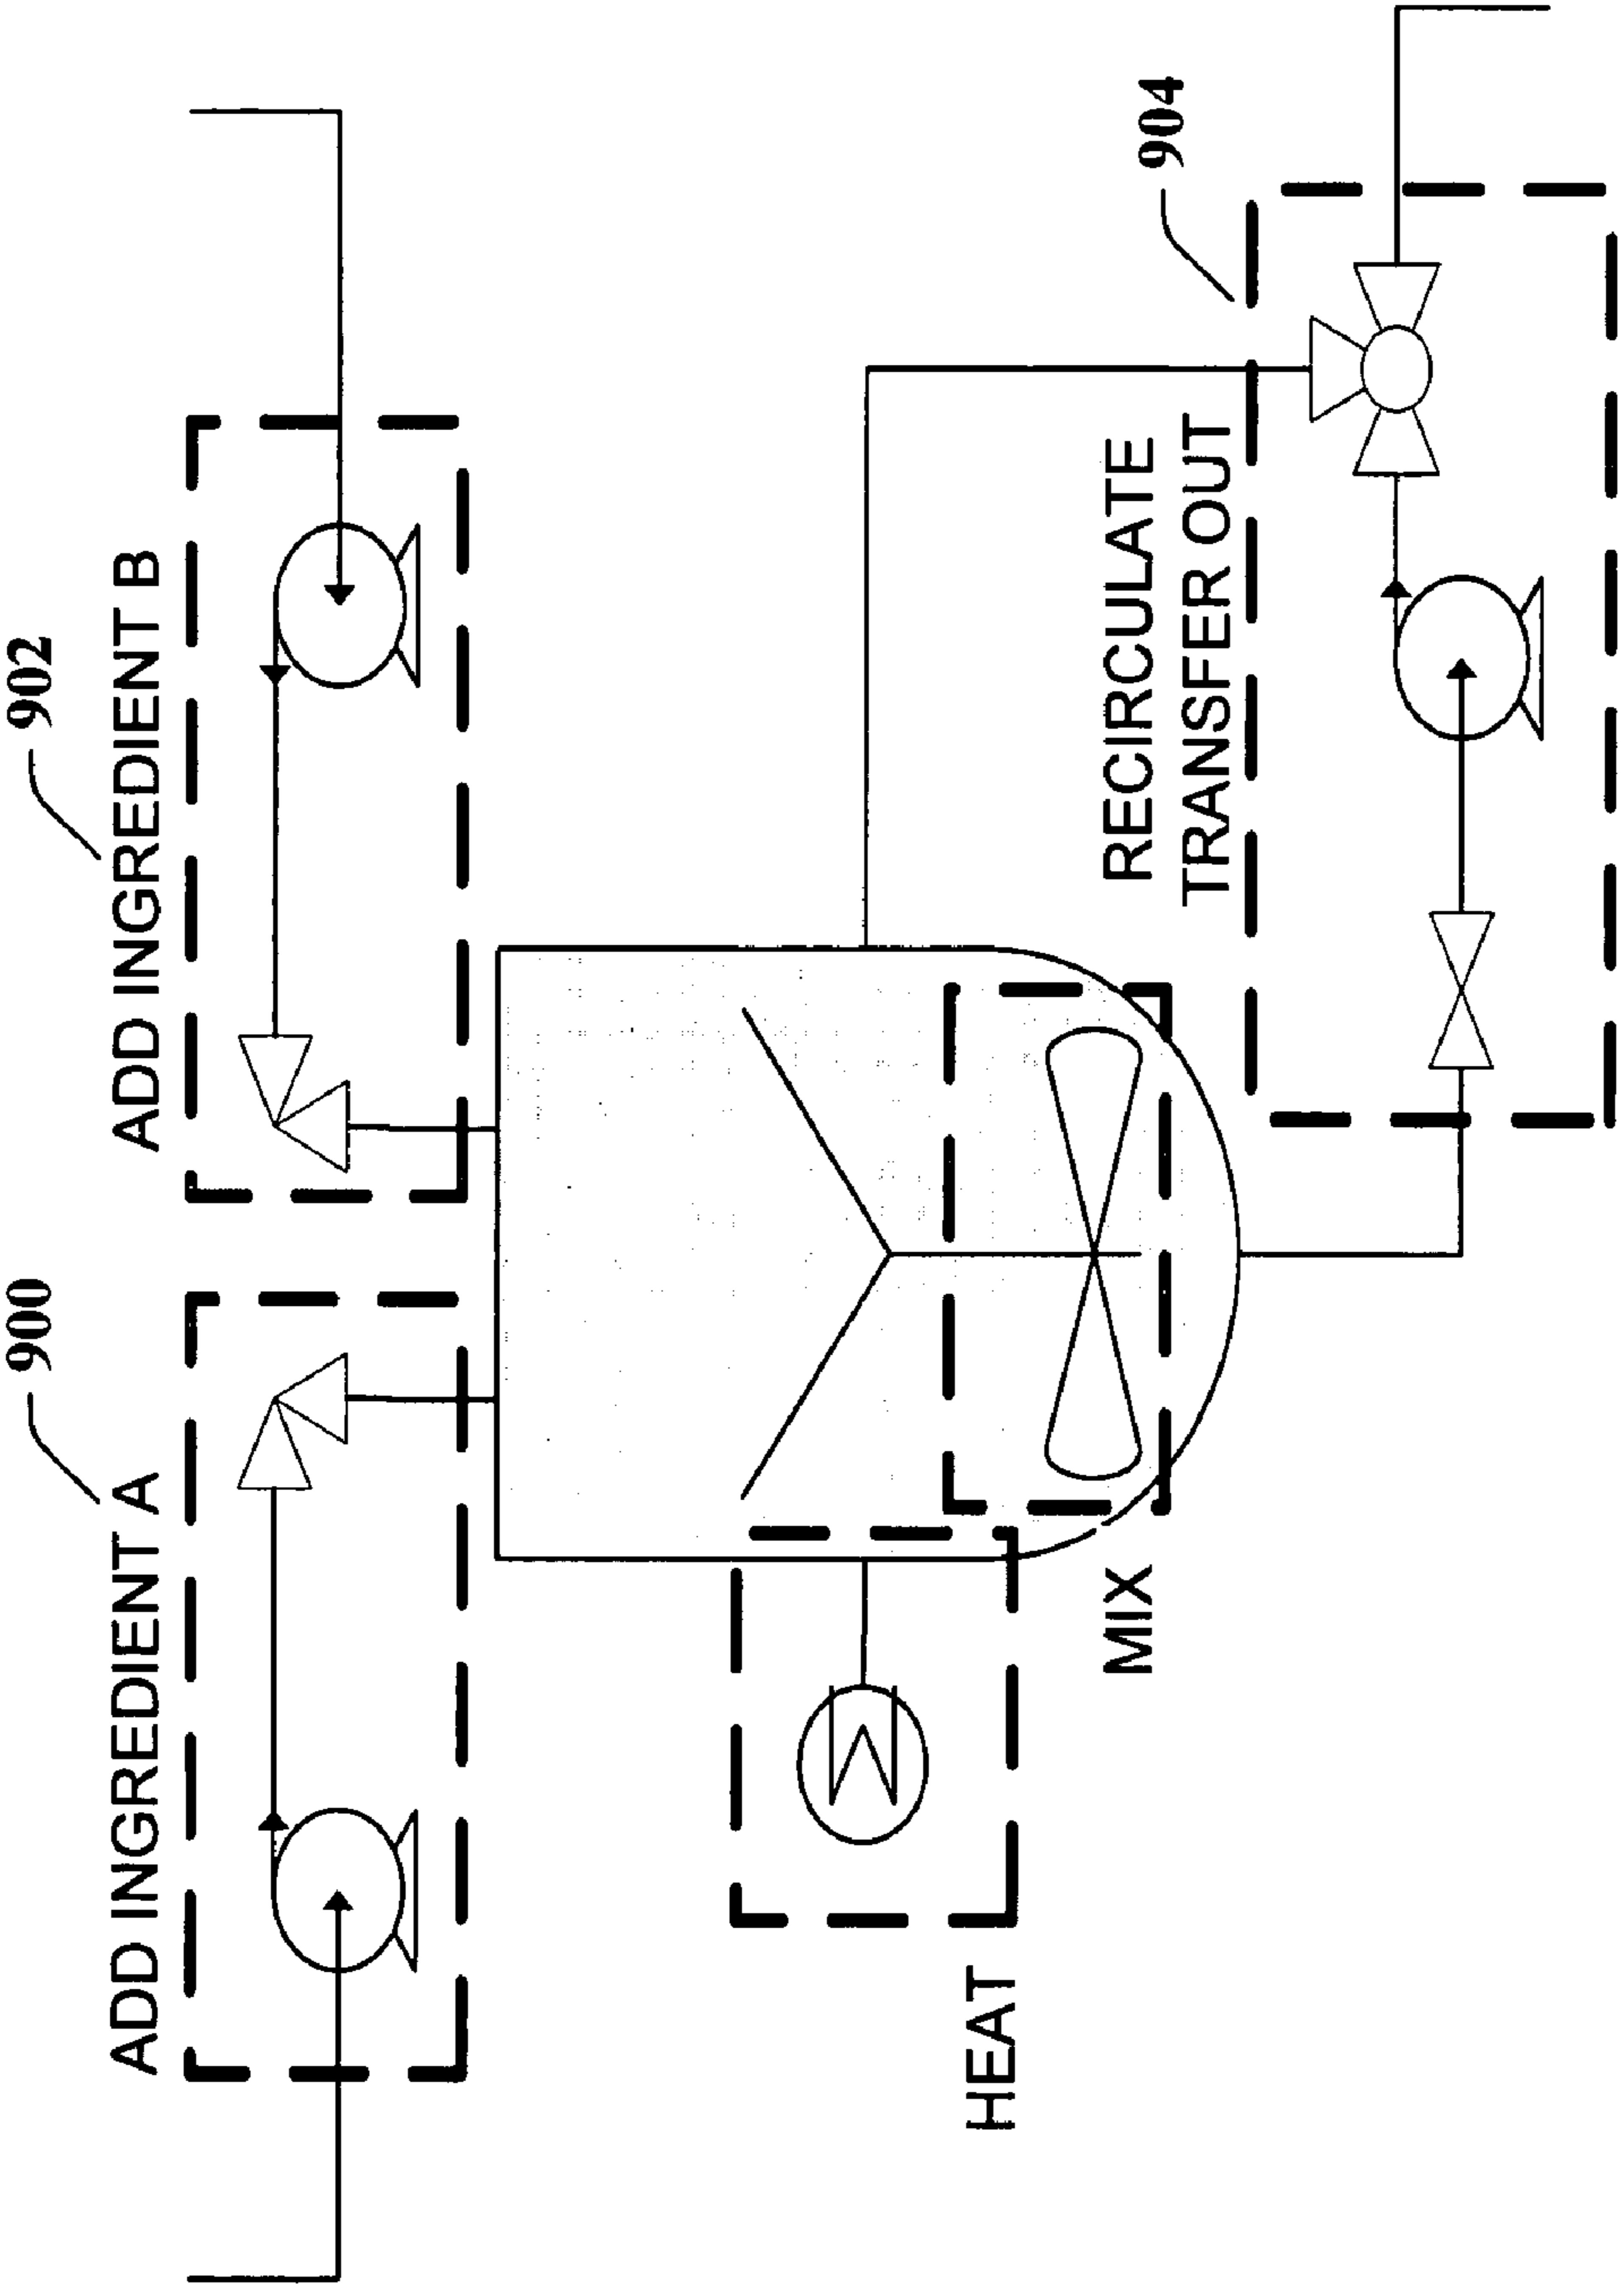 900
ADD INGREDIENT A
902
ADD INGREDIENT B
HEAT
MIX
RECIRCULATE
TRANSFER OUT
904